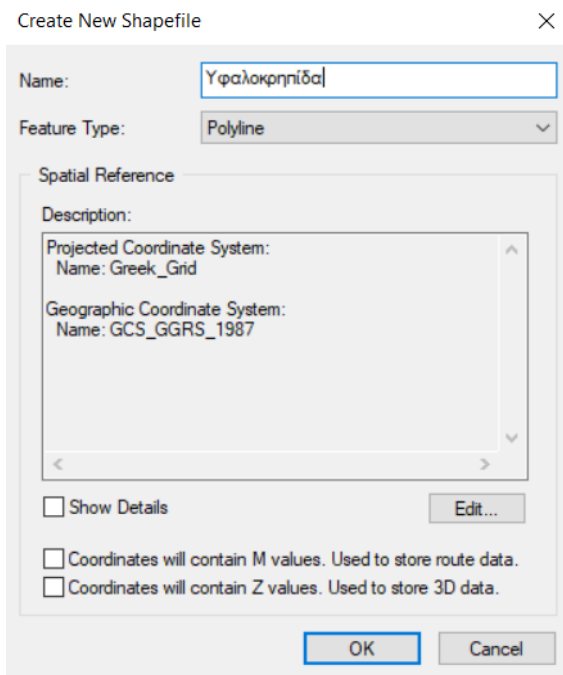 Create New Shapefile
Name: Υφαλοκρηπίδα
Feature Type: Polyline
Spatial Reference
Description:
Projected Coordinate System:
Name: Greek_Grid
Geographic Coordinate System:
Name: GCS_GGRS_1987
Show Details
Edit...
Coordinates will contain M values. Used to store route data.
Coordinates will contain Z values. Used to store 3D data.
OK Cancel